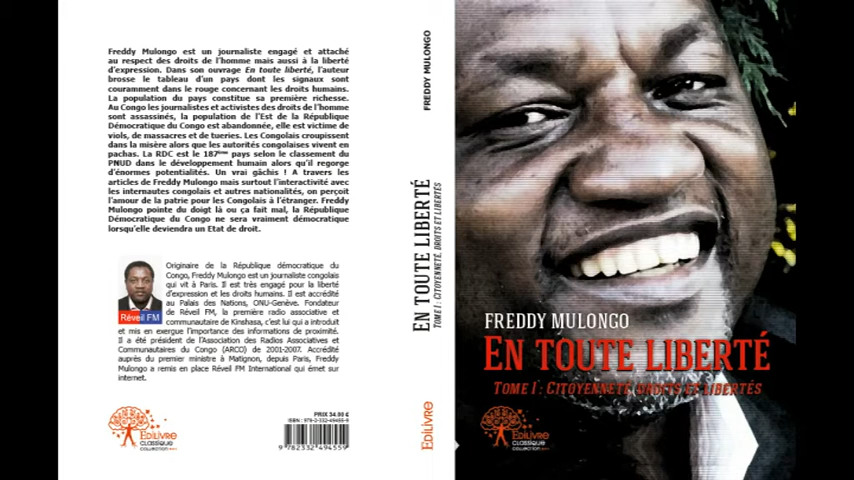 Freddy Mulongo est un journaliste engagé et attaché
au respect des droits de l'homme mais aussi à la liberté
d'expression. Dans son ouvrage En toute liberté, l'auteur
brosse le tableau d'un pays dont les signaux sont
couramment dans le rouge concernant les droits humains.
La population du pays constitue sa première richesse.
Au Congo les journalistes et activistes des droits de l'homme
sont assassinés, la population de l'Est de la République
Démocratique du Congo est abandonnée, elle est victime de
viols, de massacres et de tueries. Les Congolais croupissent
dans la misère alors que les autorités congolaises vivent en
pachas. La RDC est le 187ème pays selon le classement du
PNUD dans le développement humain alors qu'il regorge
d'énormes potentialités. Un vrai gâchis ! A travers les
articles de Freddy Mulongo mais surtout l'interactivité avec
les internautes congolais et autres nationalités, on perçoit
l'amour de la patrie pour les Congolais à l'étranger. Freddy
Mulongo pointe du doigt là ou ça fait mal, la République
Démocratique du Congo ne sera vraiment démocratique
lorsqu'elle deviendra un Etat de droit.
Originaire de la République démocratique du
Congo, Freddy Mulongo est un journaliste congolais
qui vit à Paris. Il est très engagé pour la liberté
d'expression et les droits humains. Il est accrédité
au Palais des Nations, ONU-Genève. Fondateur
de Réveil FM, la première radio associative et
communautaire de Kinshasa, c'est lui qui a introduit
et mis en exergue l'importance des informations de proximité.
Il a été président de l'Association des Radios Associatives et
Communautaires du Congo (ARCO) de 2001-2007. Accrédité
auprès du premier ministre à Matignon, depuis Paris, Freddy
Mulongo a remis en place Réveil FM International qui émet sur
internet.
Réveil FM
EDILIVRE
CLASSIQUE
COLLECTION
PRIX 34.00 €
ISBN : 978-2-332-49455-9
9 782332 494559
FREDDY MULONGO
EN TOUTE LIBERTÉ
TOME I : CITOYENNETÉ, DROITS ET LIBERTÉS
EDILIVRE
FREDDY MULONGO
EN TOUTE LIBERTÉ
TOME I : CITOYENNETÉ, DROITS ET LIBERTÉS
EDILIVRE
CLASSIQUE
COLLECTION